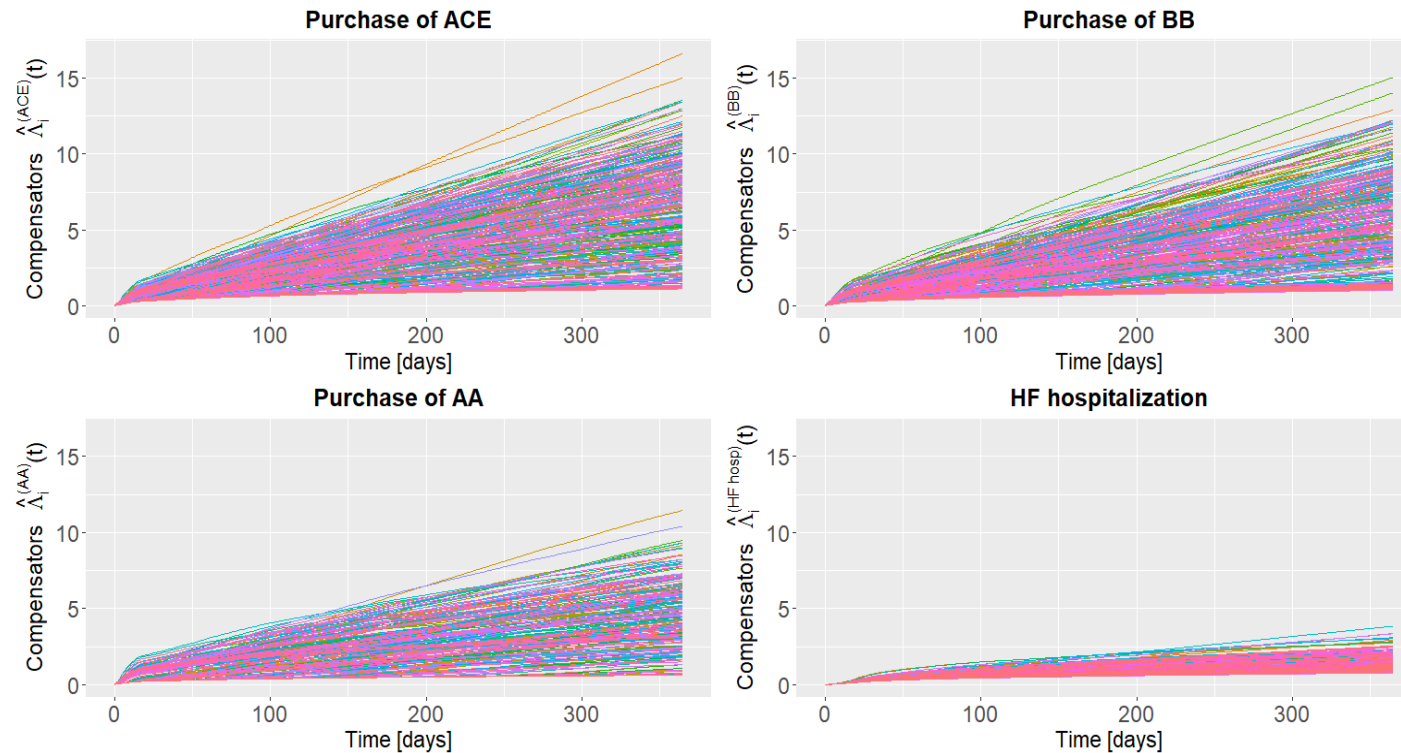 Purchase of ACE
Compensators Λ̂ᵢ⁽ᴬᶜᴱ⁾(t)
15
10
5
0
0 100 200 300
Time [days]
Purchase of BB
Compensators Λ̂ᵢ⁽ᴮᴮ⁾(t)
15
10
5
0
0 100 200 300
Time [days]
Purchase of AA
Compensators Λ̂ᵢ⁽ᴬᴬ⁾(t)
15
10
5
0
0 100 200 300
Time [days]
HF hospitalization
Compensators Λ̂ᵢ(HF hosp)(t)
15
10
5
0
0 100 200 300
Time [days]